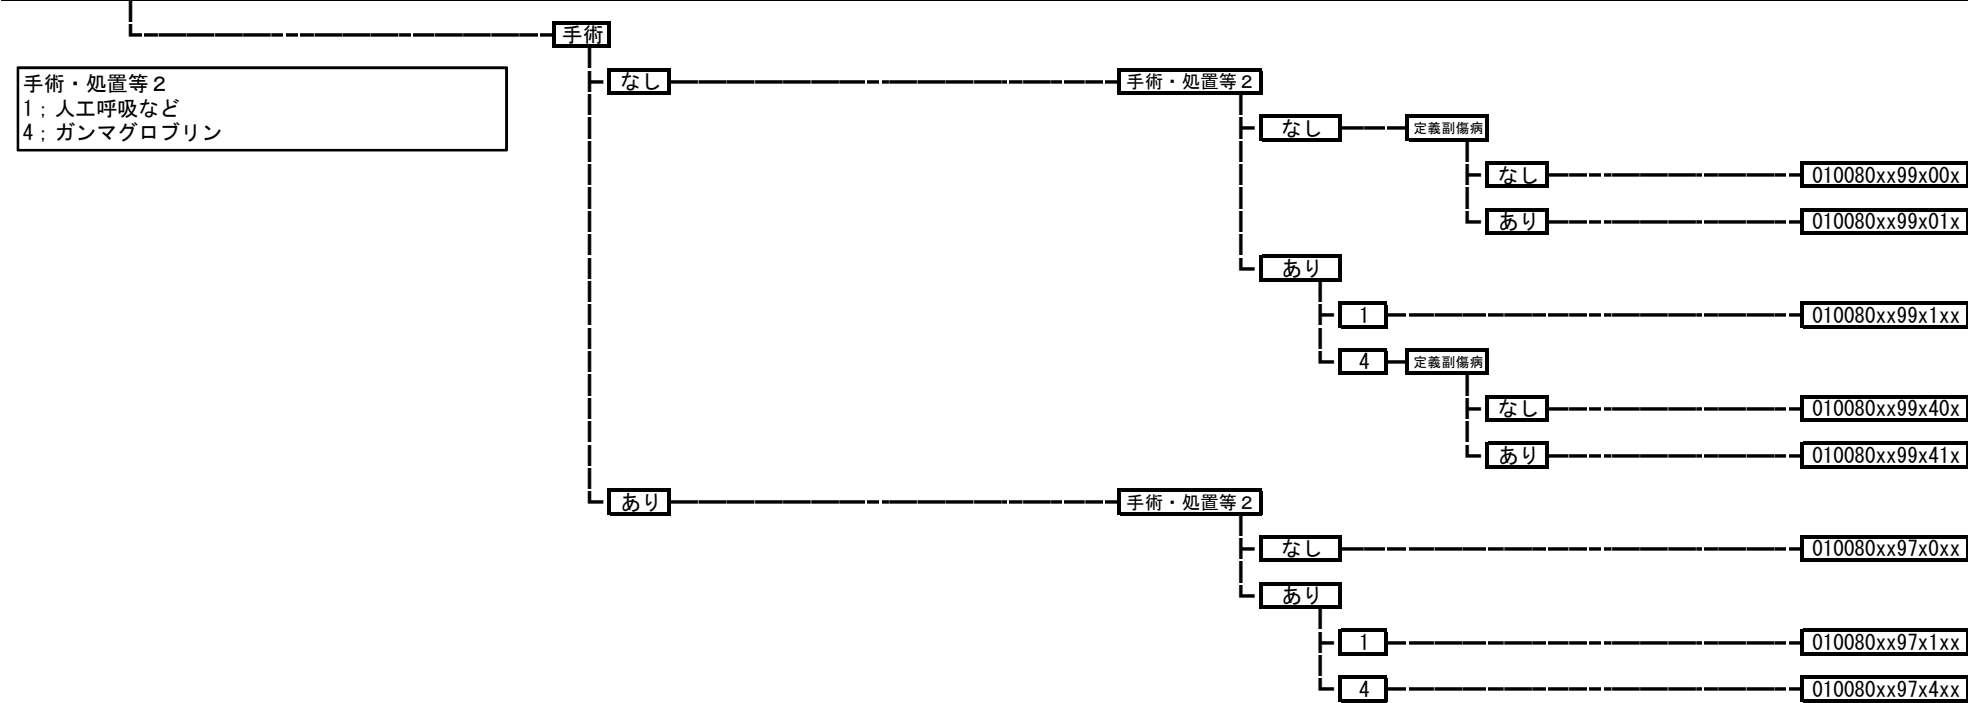 手術
手術・処置等２
1；人工呼吸など
4；ガンマグロブリン
なし
手術・処置等２
なし
定義副傷病
なし
010080xx99x00x
あり
010080xx99x01x
あり
1
010080xx99x1xx
4
定義副傷病
なし
010080xx99x40x
あり
010080xx99x41x
あり
手術・処置等２
なし
010080xx97x0xx
あり
1
010080xx97x1xx
4
010080xx97x4xx